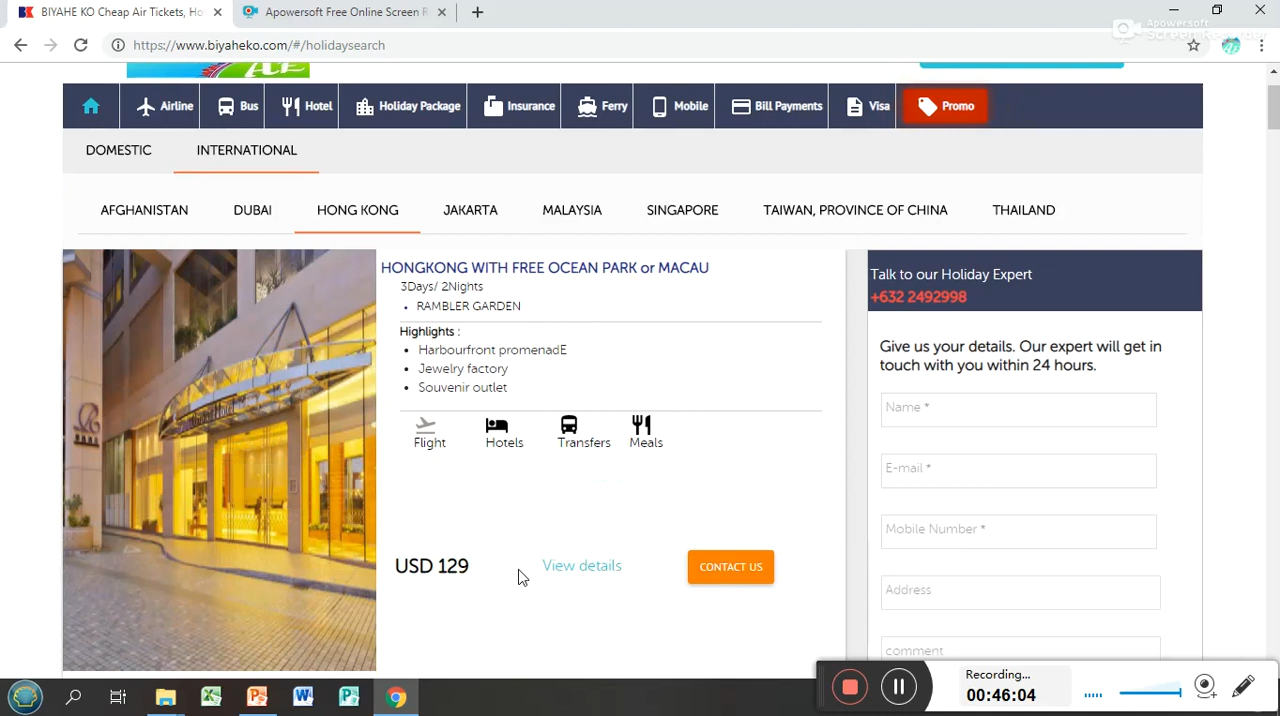 BIYAHE KO Cheap Air Tickets, Ho
Apowersoft Free Online Screen R
https://www.biyaheko.com/#/holidaysearch
Apowersoft
Screen Recorder
Airline
Bus
Hotel
Holiday Package
Insurance
Ferry
Mobile
Bill Payments
Visa
Promo
DOMESTIC
INTERNATIONAL
AFGHANISTAN
DUBAI
HONG KONG
JAKARTA
MALAYSIA
SINGAPORE
TAIWAN, PROVINCE OF CHINA
THAILAND
HONGKONG WITH FREE OCEAN PARK or MACAU
3Days/ 2Nights
• RAMBLER GARDEN
Highlights :
• Harbourfront promenadE
• Jewelry factory
• Souvenir outlet
Flight
Hotels
Transfers
Meals
USD 129
View details
CONTACT US
Talk to our Holiday Expert
+632 2492998
Give us your details. Our expert will get in
touch with you within 24 hours.
Name *
E-mail *
Mobile Number *
Address
comment
Recording...
00:46:04